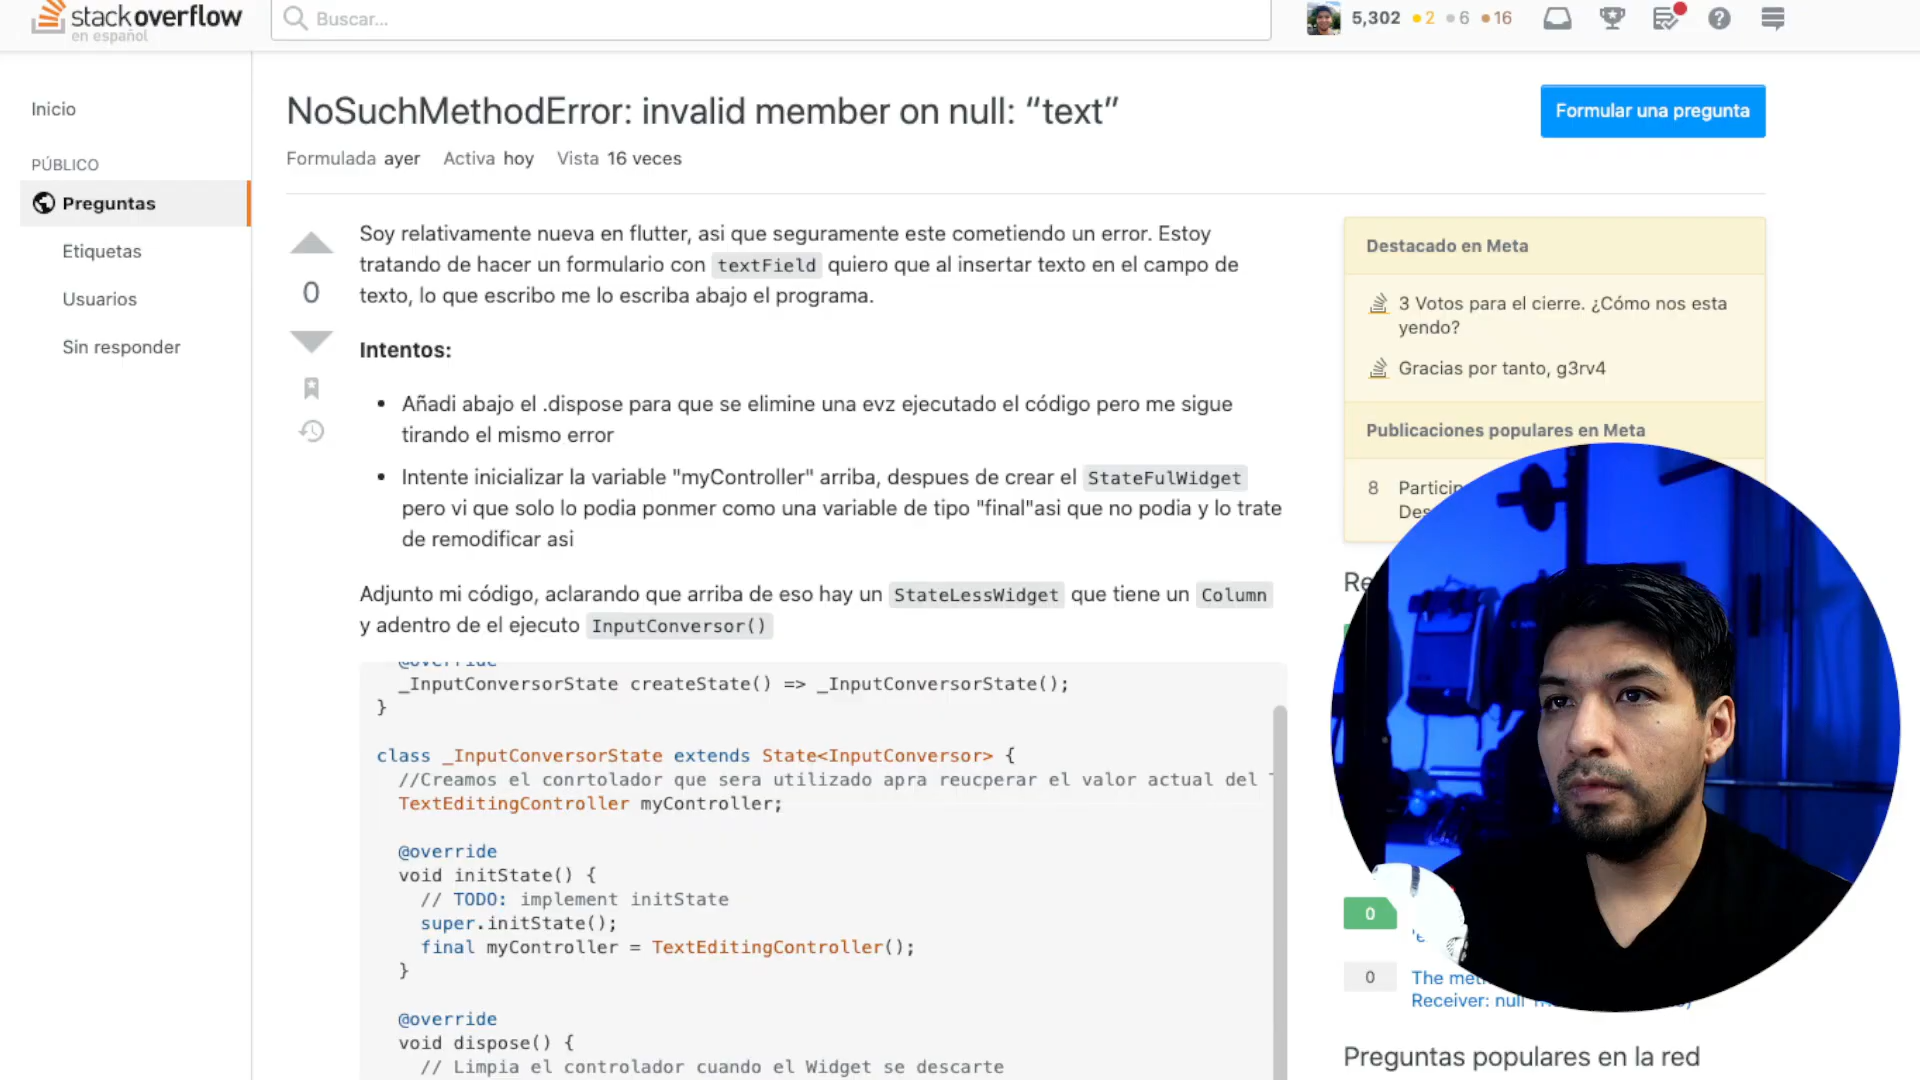 stackoverflow
en español
Buscar...
5,302 2 6 16
Inicio
PÚBLICO
Preguntas
Etiquetas
Usuarios
Sin responder
NoSuchMethodError: invalid member on null: “text”
Formular una pregunta
Formulada ayer Activa hoy Vista 16 veces
0
Soy relativamente nueva en flutter, asi que seguramente este cometiendo un error. Estoy
tratando de hacer un formulario con textField quiero que al insertar texto en el campo de
texto, lo que escribo me lo escriba abajo el programa.
Intentos:
Añadi abajo el .dispose para que se elimine una evz ejecutado el código pero me sigue
tirando el mismo error
Intente inicializar la variable "myController" arriba, despues de crear el StateFulWidget
pero vi que solo lo podia ponmer como una variable de tipo "final"asi que no podia y lo trate
de remodificar asi
Adjunto mi código, aclarando que arriba de eso hay un StateLessWidget que tiene un Column
y adentro de el ejecuto InputConversor()
@override
_InputConversorState createState() => _InputConversorState();
}
class _InputConversorState extends State<InputConversor> {
//Creamos el conrtolador que sera utilizado apra reucperar el valor actual del
TextEditingController myController;
@override
void initState() {
// TODO: implement initState
super.initState();
final myController = TextEditingController();
}
@override
void dispose() {
// Limpia el controlador cuando el Widget se descarte
Destacado en Meta
3 Votos para el cierre. ¿Cómo nos esta
yendo?
Gracias por tanto, g3rv4
Publicaciones populares en Meta
8
0
0 The
Receiver: null
Preguntas populares en la red